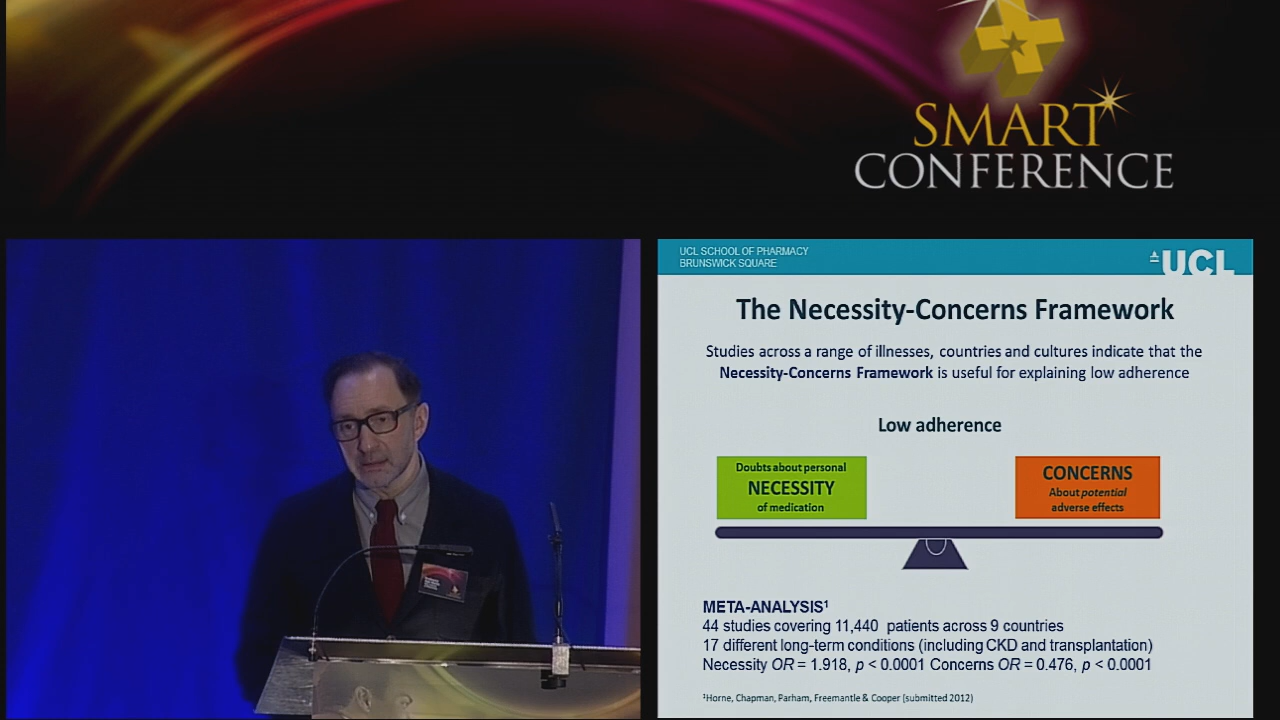 SMART
CONFERENCE
UCL SCHOOL OF PHARMACY
BRUNSWICK SQUARE
UCL
The Necessity-Concerns Framework
Studies across a range of illnesses, countries and cultures indicate that the
Necessity-Concerns Framework is useful for explaining low adherence
Low adherence
Doubts about personal
NECESSITY
of medication
CONCERNS
About potential
adverse effects
META-ANALYSIS¹
44 studies covering 11,440 patients across 9 countries
17 different long-term conditions (including CKD and transplantation)
Necessity OR = 1.918, p < 0.0001 Concerns OR = 0.476, p < 0.0001
¹Horne, Chapman, Parham, Freemantle & Cooper (submitted 2012)